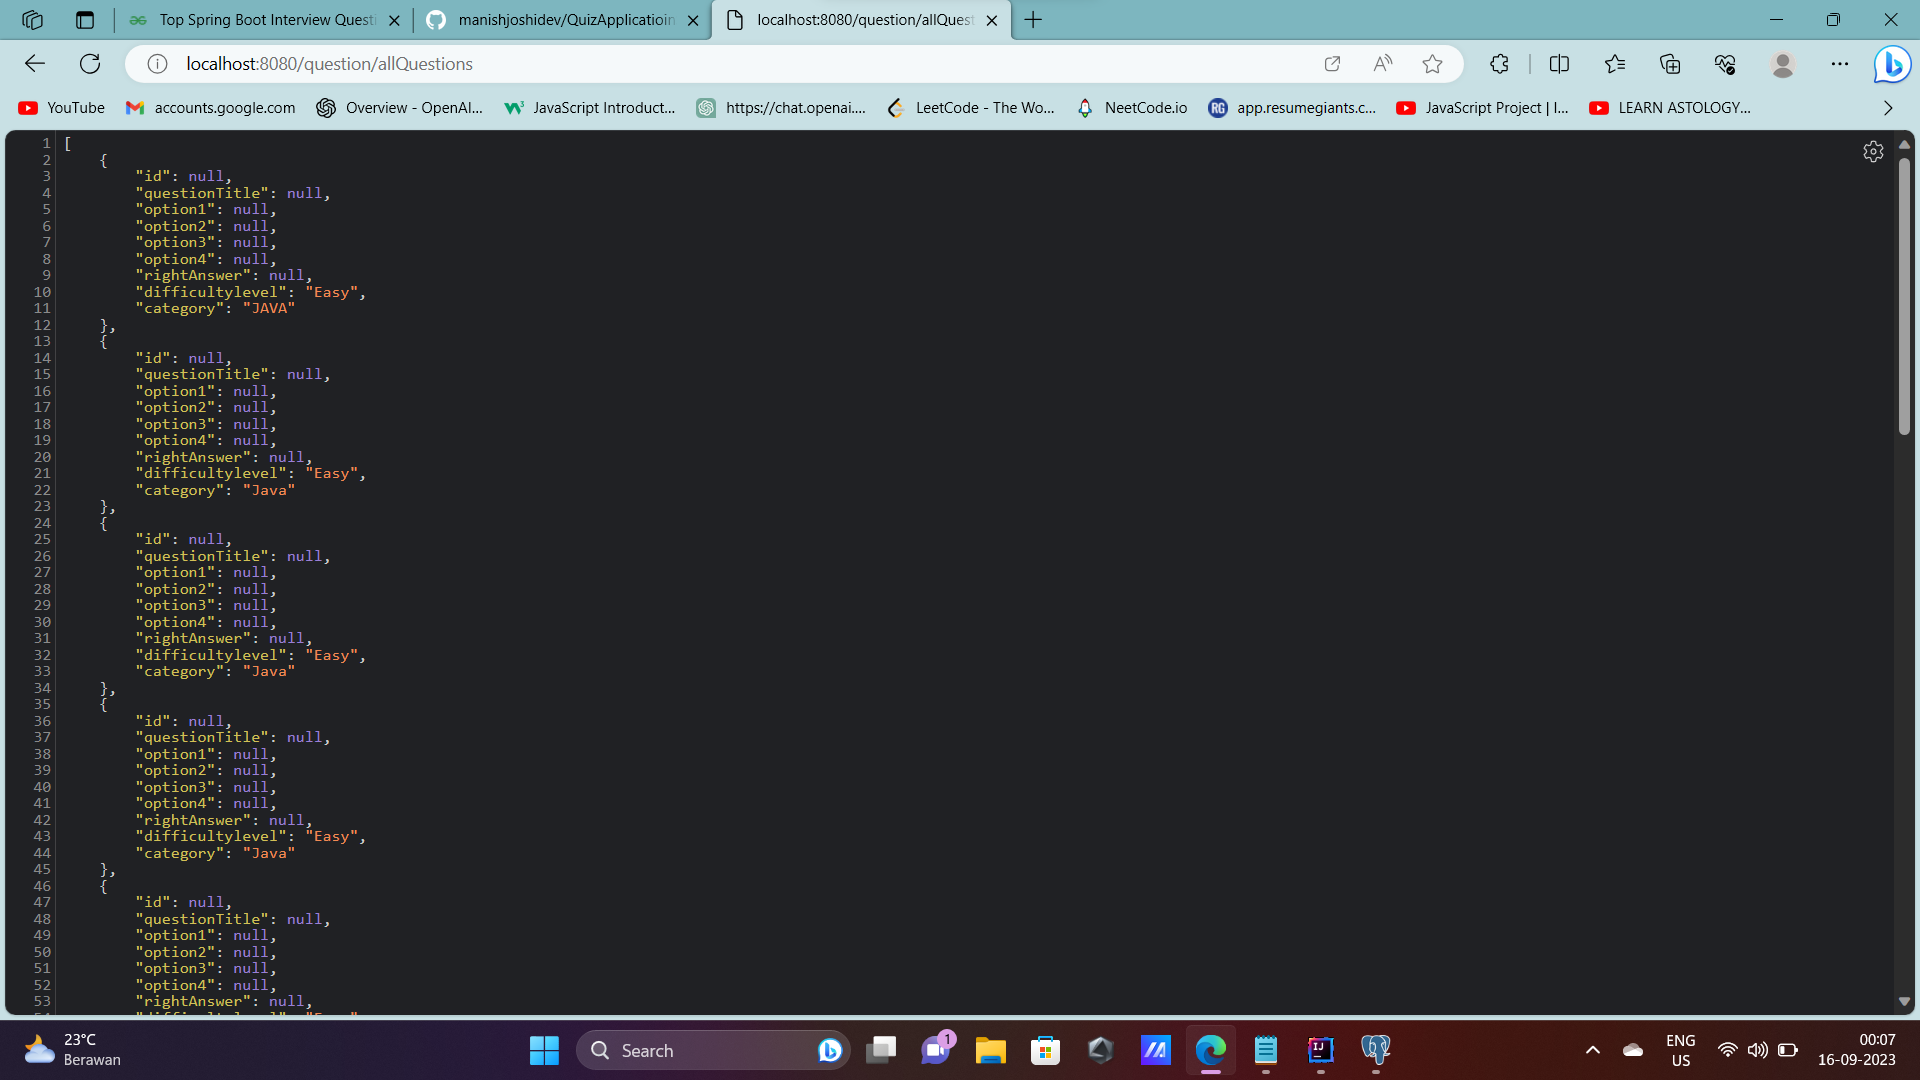 Top Spring Boot Interview Questi
manishjoshidev/QuizApplicatioin
localhost:8080/question/allQuest
localhost:8080/question/allQuestions
YouTube
accounts.google.com
Overview - OpenAI...
JavaScript Introduct...
https://chat.openai....
LeetCode - The Wo...
NeetCode.io
RG app.resumegiants.c...
JavaScript Project | I...
LEARN ASTOLOGY...
1 [
2 {
3 "id": null,
4 "questionTitle": null,
5 "option1": null,
6 "option2": null,
7 "option3": null,
8 "option4": null,
9 "rightAnswer": null,
10 "difficultylevel": "Easy",
11 "category": "JAVA"
12 },
13 {
14 "id": null,
15 "questionTitle": null,
16 "option1": null,
17 "option2": null,
18 "option3": null,
19 "option4": null,
20 "rightAnswer": null,
21 "difficultylevel": "Easy",
22 "category": "Java"
23 },
24 {
25 "id": null,
26 "questionTitle": null,
27 "option1": null,
28 "option2": null,
29 "option3": null,
30 "option4": null,
31 "rightAnswer": null,
32 "difficultylevel": "Easy",
33 "category": "Java"
34 },
35 {
36 "id": null,
37 "questionTitle": null,
38 "option1": null,
39 "option2": null,
40 "option3": null,
41 "option4": null,
42 "rightAnswer": null,
43 "difficultylevel": "Easy",
44 "category": "Java"
45 },
46 {
47 "id": null,
48 "questionTitle": null,
49 "option1": null,
50 "option2": null,
51 "option3": null,
52 "option4": null,
53 "rightAnswer": null,
23°C
Berawan
Search
1
ENG
US
00:07
16-09-2023